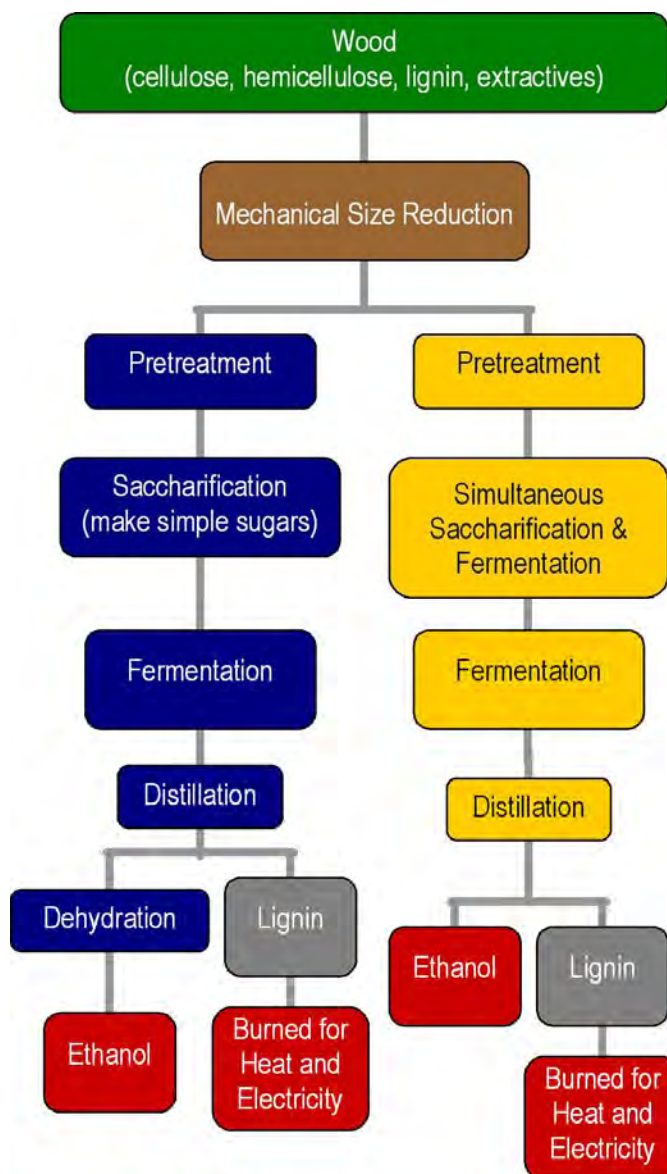 Wood
(cellulose, hemicellulose, lignin, extractives)
Mechanical Size Reduction
Pretreatment
Pretreatment
Saccharification
(make simple sugars)
Simultaneous
Saccharification &
Fermentation
Fermentation
Fermentation
Distillation
Distillation
Dehydration
Lignin
Ethanol
Lignin
Ethanol
Burned for
Heat and
Electricity
Burned for
Heat and
Electricity